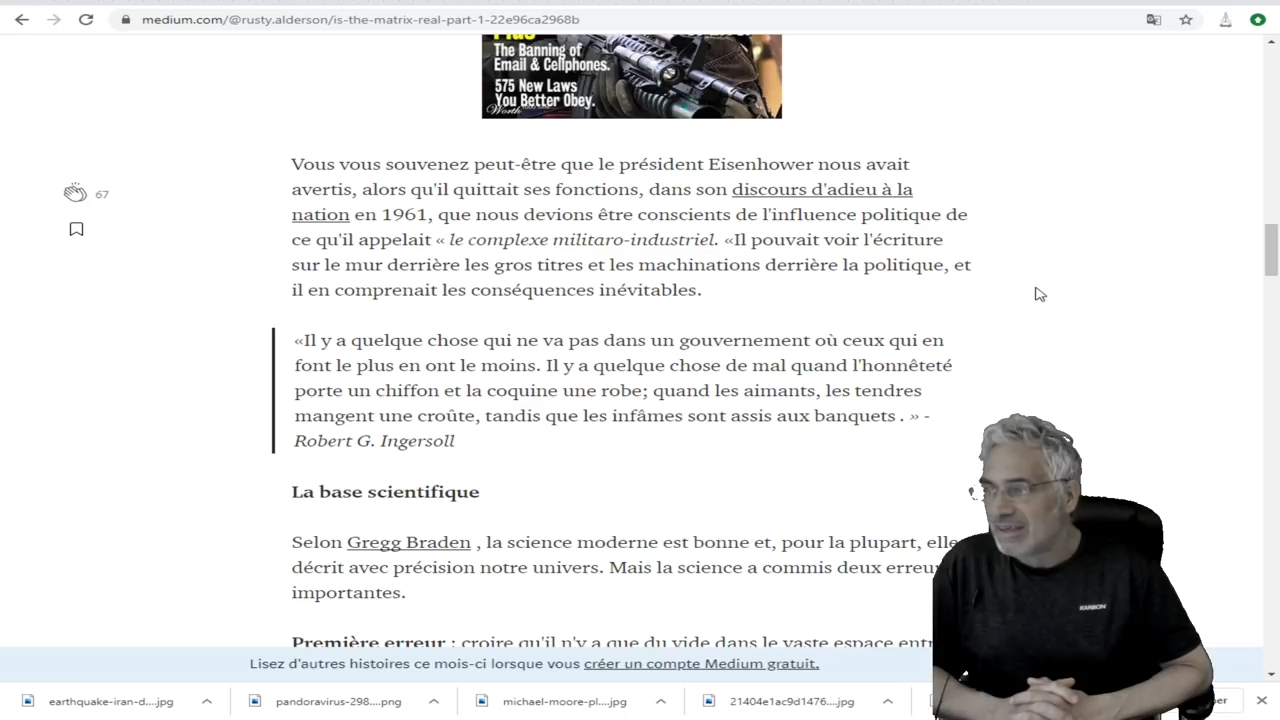 medium.com/@rusty.alderson/is-the-matrix-real-part-1-22e96ca2968b
The Banning of
Email & Cellphones.
575 New Laws
You Better Obey.
Vous vous souvenez peut-être que le président Eisenhower nous avait
avertis, alors qu'il quittait ses fonctions, dans son discours d'adieu à la
67
nation en 1961, que nous devions être conscients de l'influence politique de
ce qu'il appelait « le complexe militaro-industriel. «Il pouvait voir l'écriture
sur le mur derrière les gros titres et les machinations derrière la politique, et
il en comprenait les conséquences inévitables.
«Il y a quelque chose qui ne va pas dans un gouvernement où ceux qui en
font le plus en ont le moins. Il y a quelque chose de mal quand l'honnêteté
porte un chiffon et la coquine une robe; quand les aimants, les tendres
mangent une croûte, tandis que les infâmes sont assis aux banquets . » -
Robert G. Ingersoll
La base scientifique
Selon Gregg Braden , la science moderne est bonne et, pour la plupart, elle
décrit avec précision notre univers. Mais la science a commis deux
importantes.
KARBON
Première erreur : croire qu'il n'y a que du vide dans le vaste espace
Lisez d'autres histoires ce mois-ci lorsque vous créer un compte Medium gratuit.
earthquake-iran-d....jpg
pandoravirus-298....png
michael-moore-pl....jpg
21404e1ac9d1476....jpg